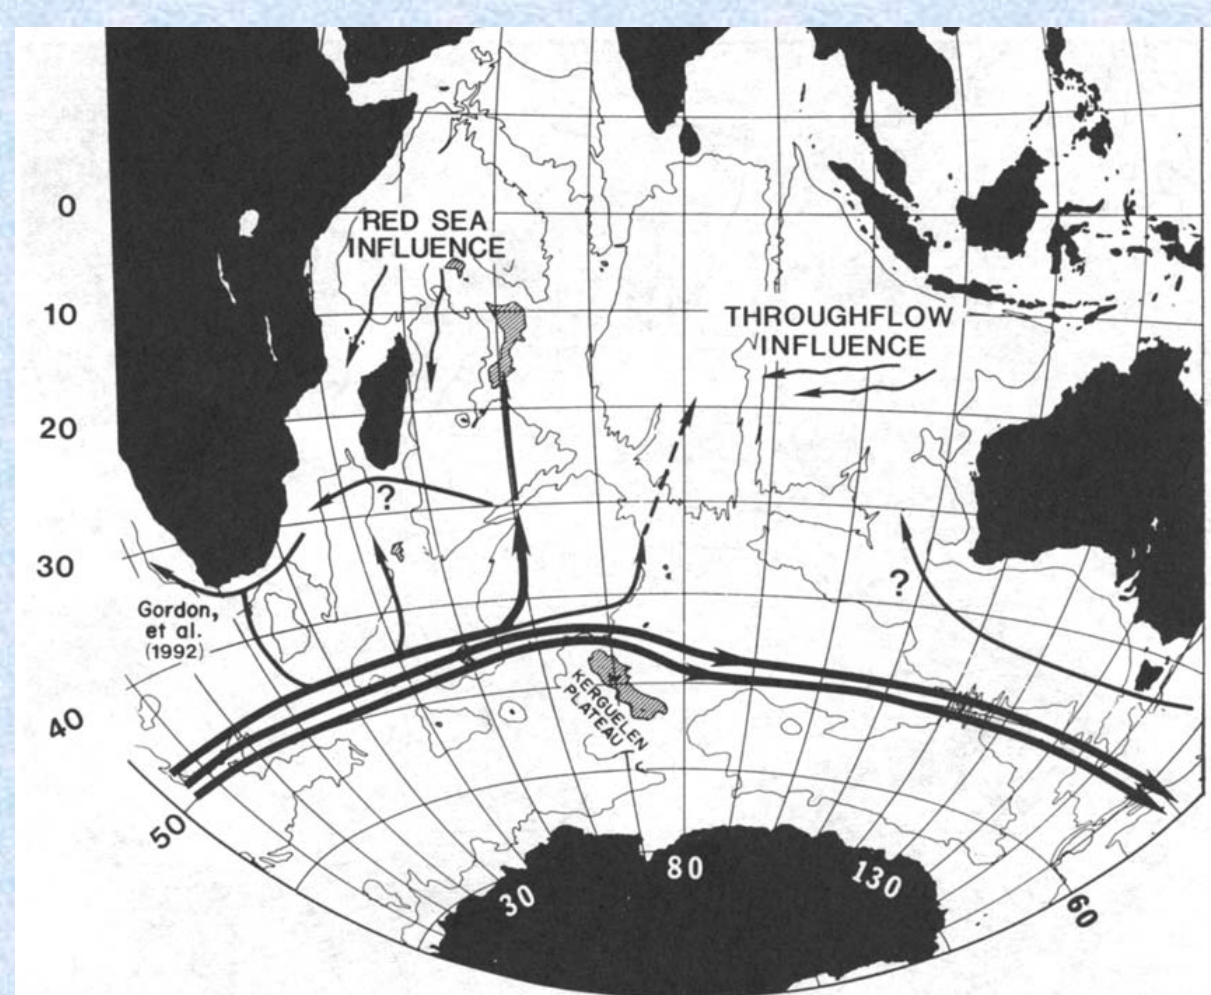 0
RED SEA
INFLUENCE
10
THROUGHFLOW
INFLUENCE
20
?
30
?
Gordon,
et al.
(1992)
40
KERGUELEN
PLATEAU
50
30
80
130
60